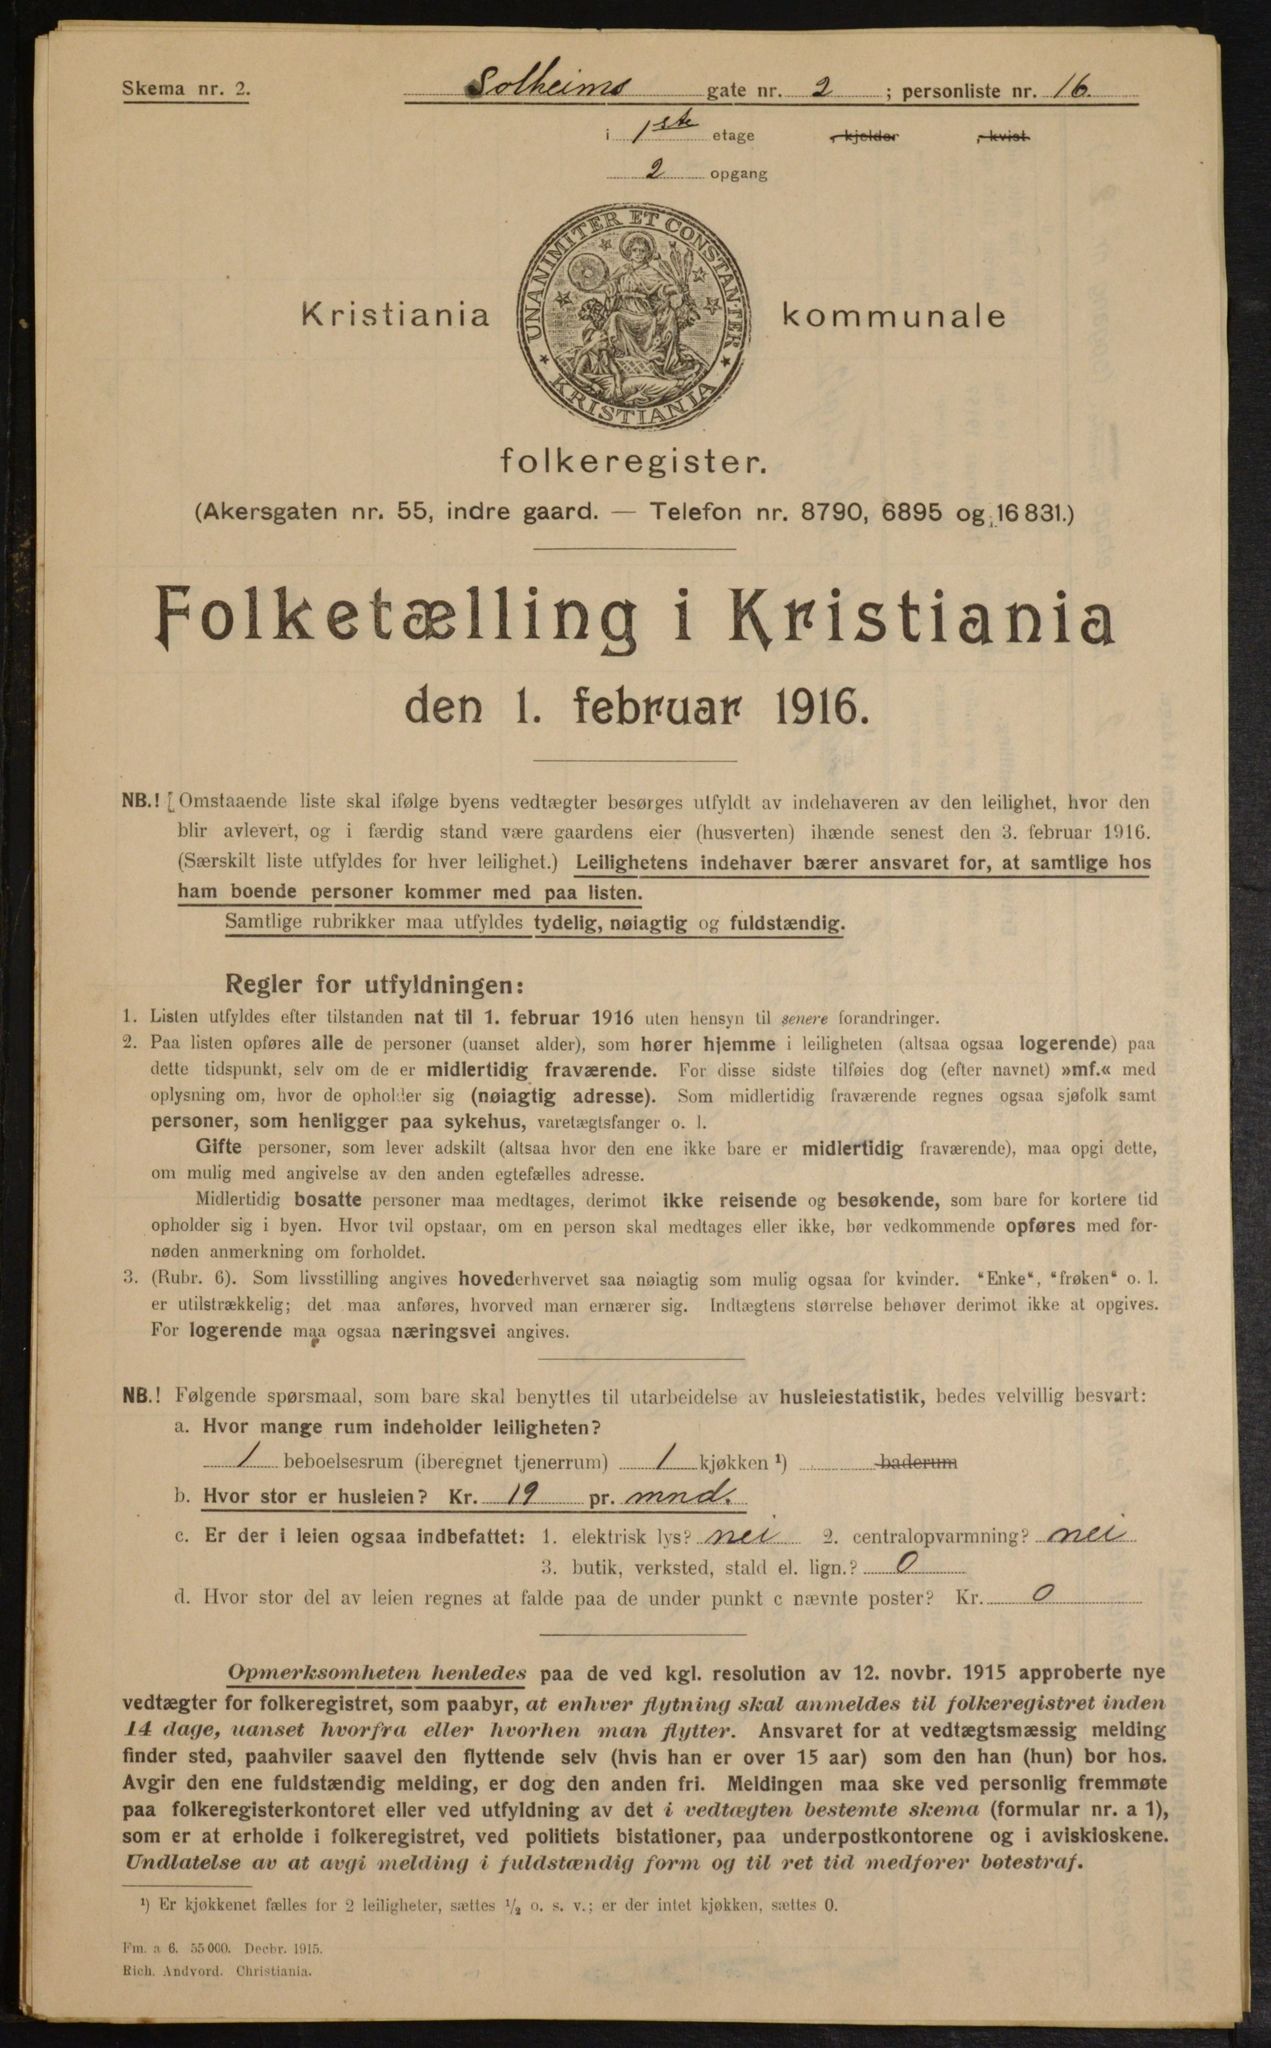 Skema nr. 2. Solheims gate nr. 2 ; personliste nr. 16.
i 1ste etage , kjelder , kvist
2 opgang
UNANIMITER ET CONSTANTER
KRISTIANIA
Kristiania kommunale
folkeregister.
(Akersgaten nr. 55, indre gaard. — Telefon nr. 8790, 6895 og 16831.)
Folketælling i Kristiania
den 1. februar 1916.
NB.! [Omstaaende liste skal ifølge byens vedtægter besørges utfyldt av indehaveren av den leilighet, hvor den
blir avlevert, og i færdig stand være gaardens eier (husverten) ihænde senest den 3. februar 1916.
(Særskilt liste utfyldes for hver leilighet.) Leilighetens indehaver bærer ansvaret for, at samtlige hos
ham boende personer kommer med paa listen.
Samtlige rubrikker maa utfyldes tydelig, nøiagtig og fuldstændig.
Regler for utfyldningen:
1. Listen utfyldes efter tilstanden nat til 1. februar 1916 uten hensyn til senere forandringer.
2. Paa listen opføres alle de personer (uanset alder), som hører hjemme i leiligheten (altsaa ogsaa logerende) paa
dette tidspunkt, selv om de er midlertidig fraværende. For disse sidste tilføies dog (efter navnet) »mf.« med
oplysning om, hvor de opholder sig (nøiagtig adresse). Som midlertidig fraværende regnes ogsaa sjøfolk samt
personer, som henligger paa sykehus, varetægtsfanger o. l.
Gifte personer, som lever adskilt (altsaa hvor den ene ikke bare er midlertidig fraværende), maa opgi dette,
om mulig med angivelse av den anden egtefælles adresse.
Midlertidig bosatte personer maa medtages, derimot ikke reisende og besøkende, som bare for kortere tid
opholder sig i byen. Hvor tvil opstaar, om en person skal medtages eller ikke, bør vedkommende opføres med for-
nøden anmerkning om forholdet.
3. (Rubr. 6). Som livsstilling angives hovederhvervet saa nøiagtig som mulig ogsaa for kvinder. "Enke", "frøken" o. l.
er utilstrækkelig; det maa anføres, hvorved man ernærer sig. Indtægtens størrelse behøver derimot ikke at opgives.
For logerende maa ogsaa næringsvei angives.
NB.! Følgende spørsmaal, som bare skal benyttes til utarbeidelse av husleiestatistik, bedes velvillig besvart:
a. Hvor mange rum indeholder leiligheten?
1 beboelsesrum (iberegnet tjenerrum) 1 kjøkken ¹) baderum
b. Hvor stor er husleien? Kr. 19 pr. mnd.
c. Er der i leien ogsaa indbefattet: 1. elektrisk lys? nei 2. centralopvarmning? nei
3. butik, verksted, stald el. lign.? 0
d. Hvor stor del av leien regnes at falde paa de under punkt c nævnte poster? Kr. 0
Opmerksomheten henledes paa de ved kgl. resolution av 12. novbr. 1915 approberte nye
vedtægter for folkeregistret, som paabyr, at enhver flytning skal anmeldes til folkeregistret inden
14 dage, uanset hvorfra eller hvorhen man flytter. Ansvaret for at vedtægtsmæssig melding
finder sted, paahviler saavel den flyttende selv (hvis han er over 15 aar) som den han (hun) bor hos.
Avgir den ene fuldstændig melding, er dog den anden fri. Meldingen maa ske ved personlig fremmøte
paa folkeregisterkontoret eller ved utfyldning av det i vedtægten bestemte skema (formular nr. a 1),
som er at erholde i folkeregistret, ved politiets bistationer, paa underpostkontorene og i aviskioskene.
Undlatelse av at avgi melding i fuldstændig form og til ret tid medfører bøtestraf.
¹) Er kjøkkenet fælles for 2 leiligheter, sættes ½ o. s. v.; er der intet kjøkken, sættes 0.
Fm. a 6. 55000. Decbr. 1915.
Rich. Andvord. Christiania.